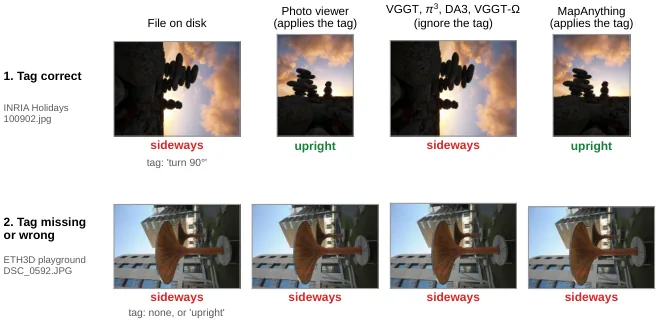 File on disk
Photo viewer
(applies the tag)
VGGT, π³, DA3, VGGT-Ω
(ignore the tag)
MapAnything
(applies the tag)
1. Tag correct
INRIA Holidays
100902.jpg
sideways
upright
sideways
upright
tag: 'turn 90°'
2. Tag missing
or wrong
ETH3D playground
DSC_0592.JPG
sideways
sideways
sideways
sideways
tag: none, or 'upright'